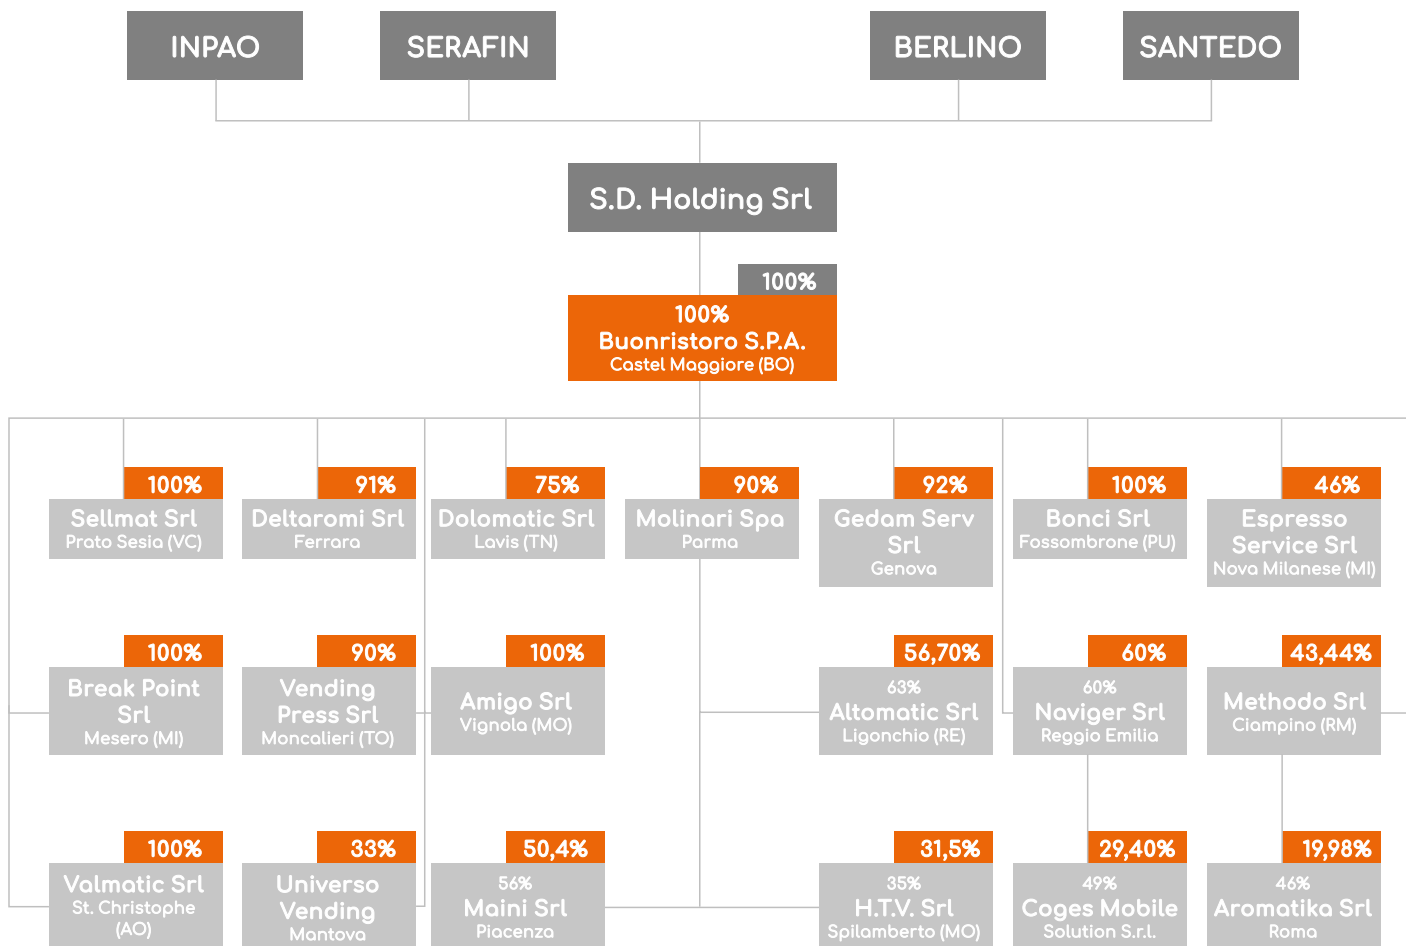 INPAO
SERAFIN
BERLINO
SANTEDO
S.D. Holding Srl
100%
100%
Buonristoro S.P.A.
Castel Maggiore (BO)
100%
Sellmat Srl
Prato Sesia (VC)
91%
Deltaromi Srl
Ferrara
75%
Dolomatic Srl
Lavis (TN)
90%
Molinari Spa
Parma
92%
Gedam Serv
Srl
Genova
100%
Bonci Srl
Fossombrone (PU)
46%
Espresso
Service Srl
Nova Milanese (MI)
100%
Break Point
Srl
Mesero (MI)
90%
Vending
Press Srl
Moncalieri (TO)
100%
Amigo Srl
Vignola (MO)
56,70%
63%
Altomatic Srl
Ligonchio (RE)
60%
60%
Naviger Srl
Reggio Emilia
43,44%
Methodo Srl
Ciampino (RM)
100%
Valmatic Srl
St. Christophe
(AO)
33%
Universo
Vending
Mantova
50,4%
56%
Maini Srl
Piacenza
31,5%
35%
H.T.V. Srl
Spilamberto (MO)
29,40%
49%
Coges Mobile
Solution S.r.l.
19,98%
46%
Aromatika Srl
Roma